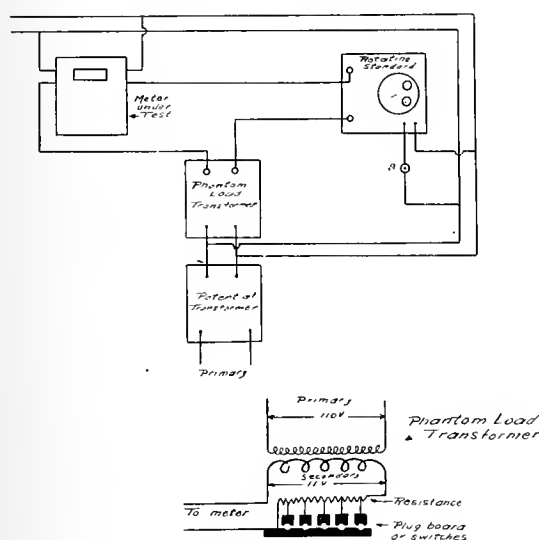 Rotating
Standard
Meter
under
Test
B
Phantom
Load
Transformer
Potential
Transformer
Primary
Primary
110V
Phantom Load
Transformer
Secondary
11V
Resistance
To meter
Plug board
or switches